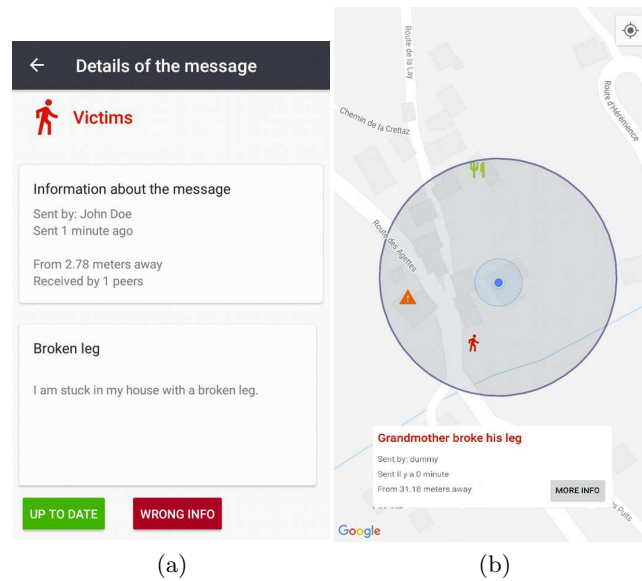 Details of the message
Victims
Information about the message
Sent by: John Doe
Sent 1 minute ago
From 2.78 meters away
Received by 1 peers
Broken leg
I am stuck in my house with a broken leg.
UP TO DATE
WRONG INFO
(a)
Route de la Lay
Route d'Hérémence
Chemin de la Crettaz
Route des Agettes
Grandmother broke his leg
Sent by: dummy
Sent Il y a 0 minute
From 31.18 meters away
MORE INFO
Puits
Google
(b)